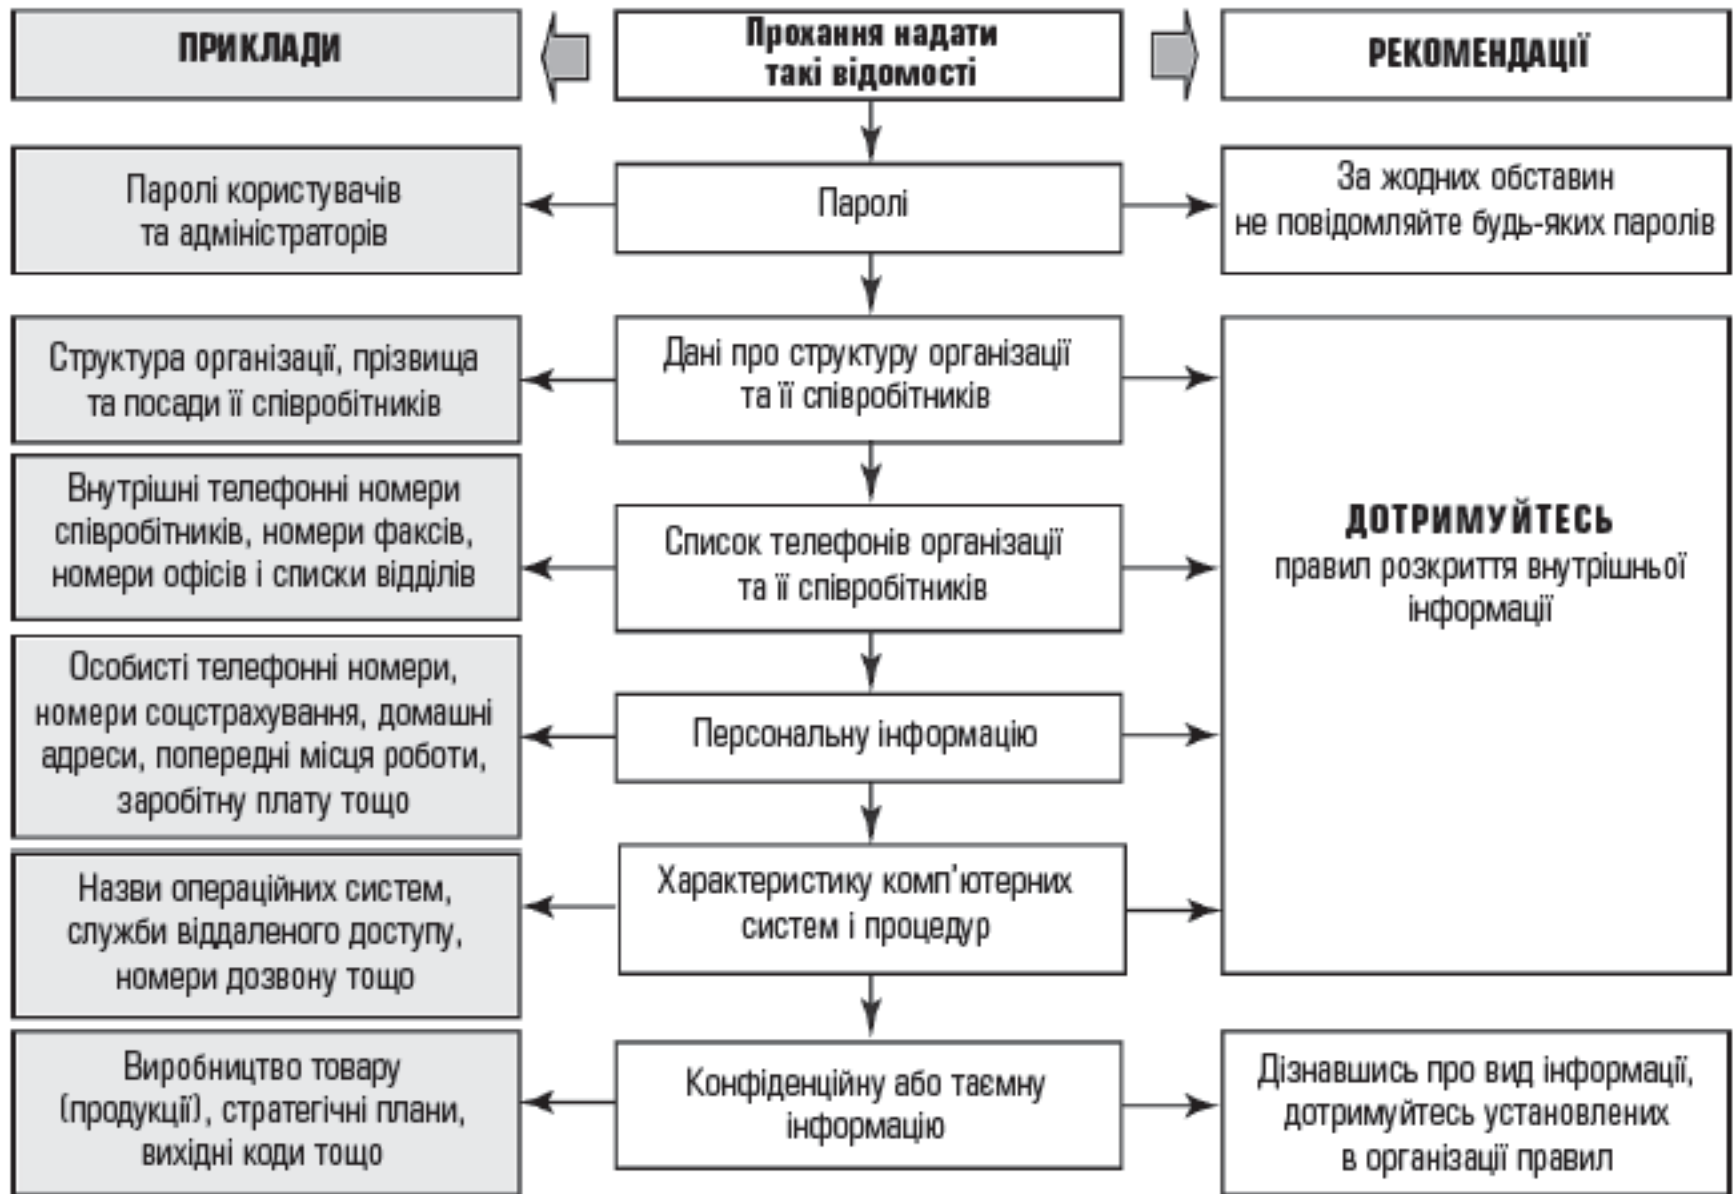 ПРИКЛАДИ
Прохання надати
такі відомості
РЕКОМЕНДАЦІЇ
Паролі користувачів
та адміністраторів
Паролі
За жодних обставин
не повідомляйте будь-яких паролів
Структура організації, прізвища
та посади її співробітників
Дані про структуру організації
та її співробітників
Внутрішні телефонні номери
співробітників, номери факсів,
номери офісів і списки відділів
Список телефонів організації
та її співробітників
ДОТРИМУЙТЕСЬ
правил розкриття внутрішньої
інформації
Особисті телефонні номери,
номери соцстрахування, домашні
адреси, попередні місця роботи,
заробітну плату тощо
Персональну інформацію
Назви операційних систем,
служби віддаленого доступу,
номери дозвону тощо
Характеристику комп'ютерних
систем і процедур
Виробництво товару
(продукції), стратегічні плани,
вихідні коди тощо
Конфіденційну або таємну
інформацію
Дізнавшись про вид інформації,
дотримуйтесь установлених
в організації правил